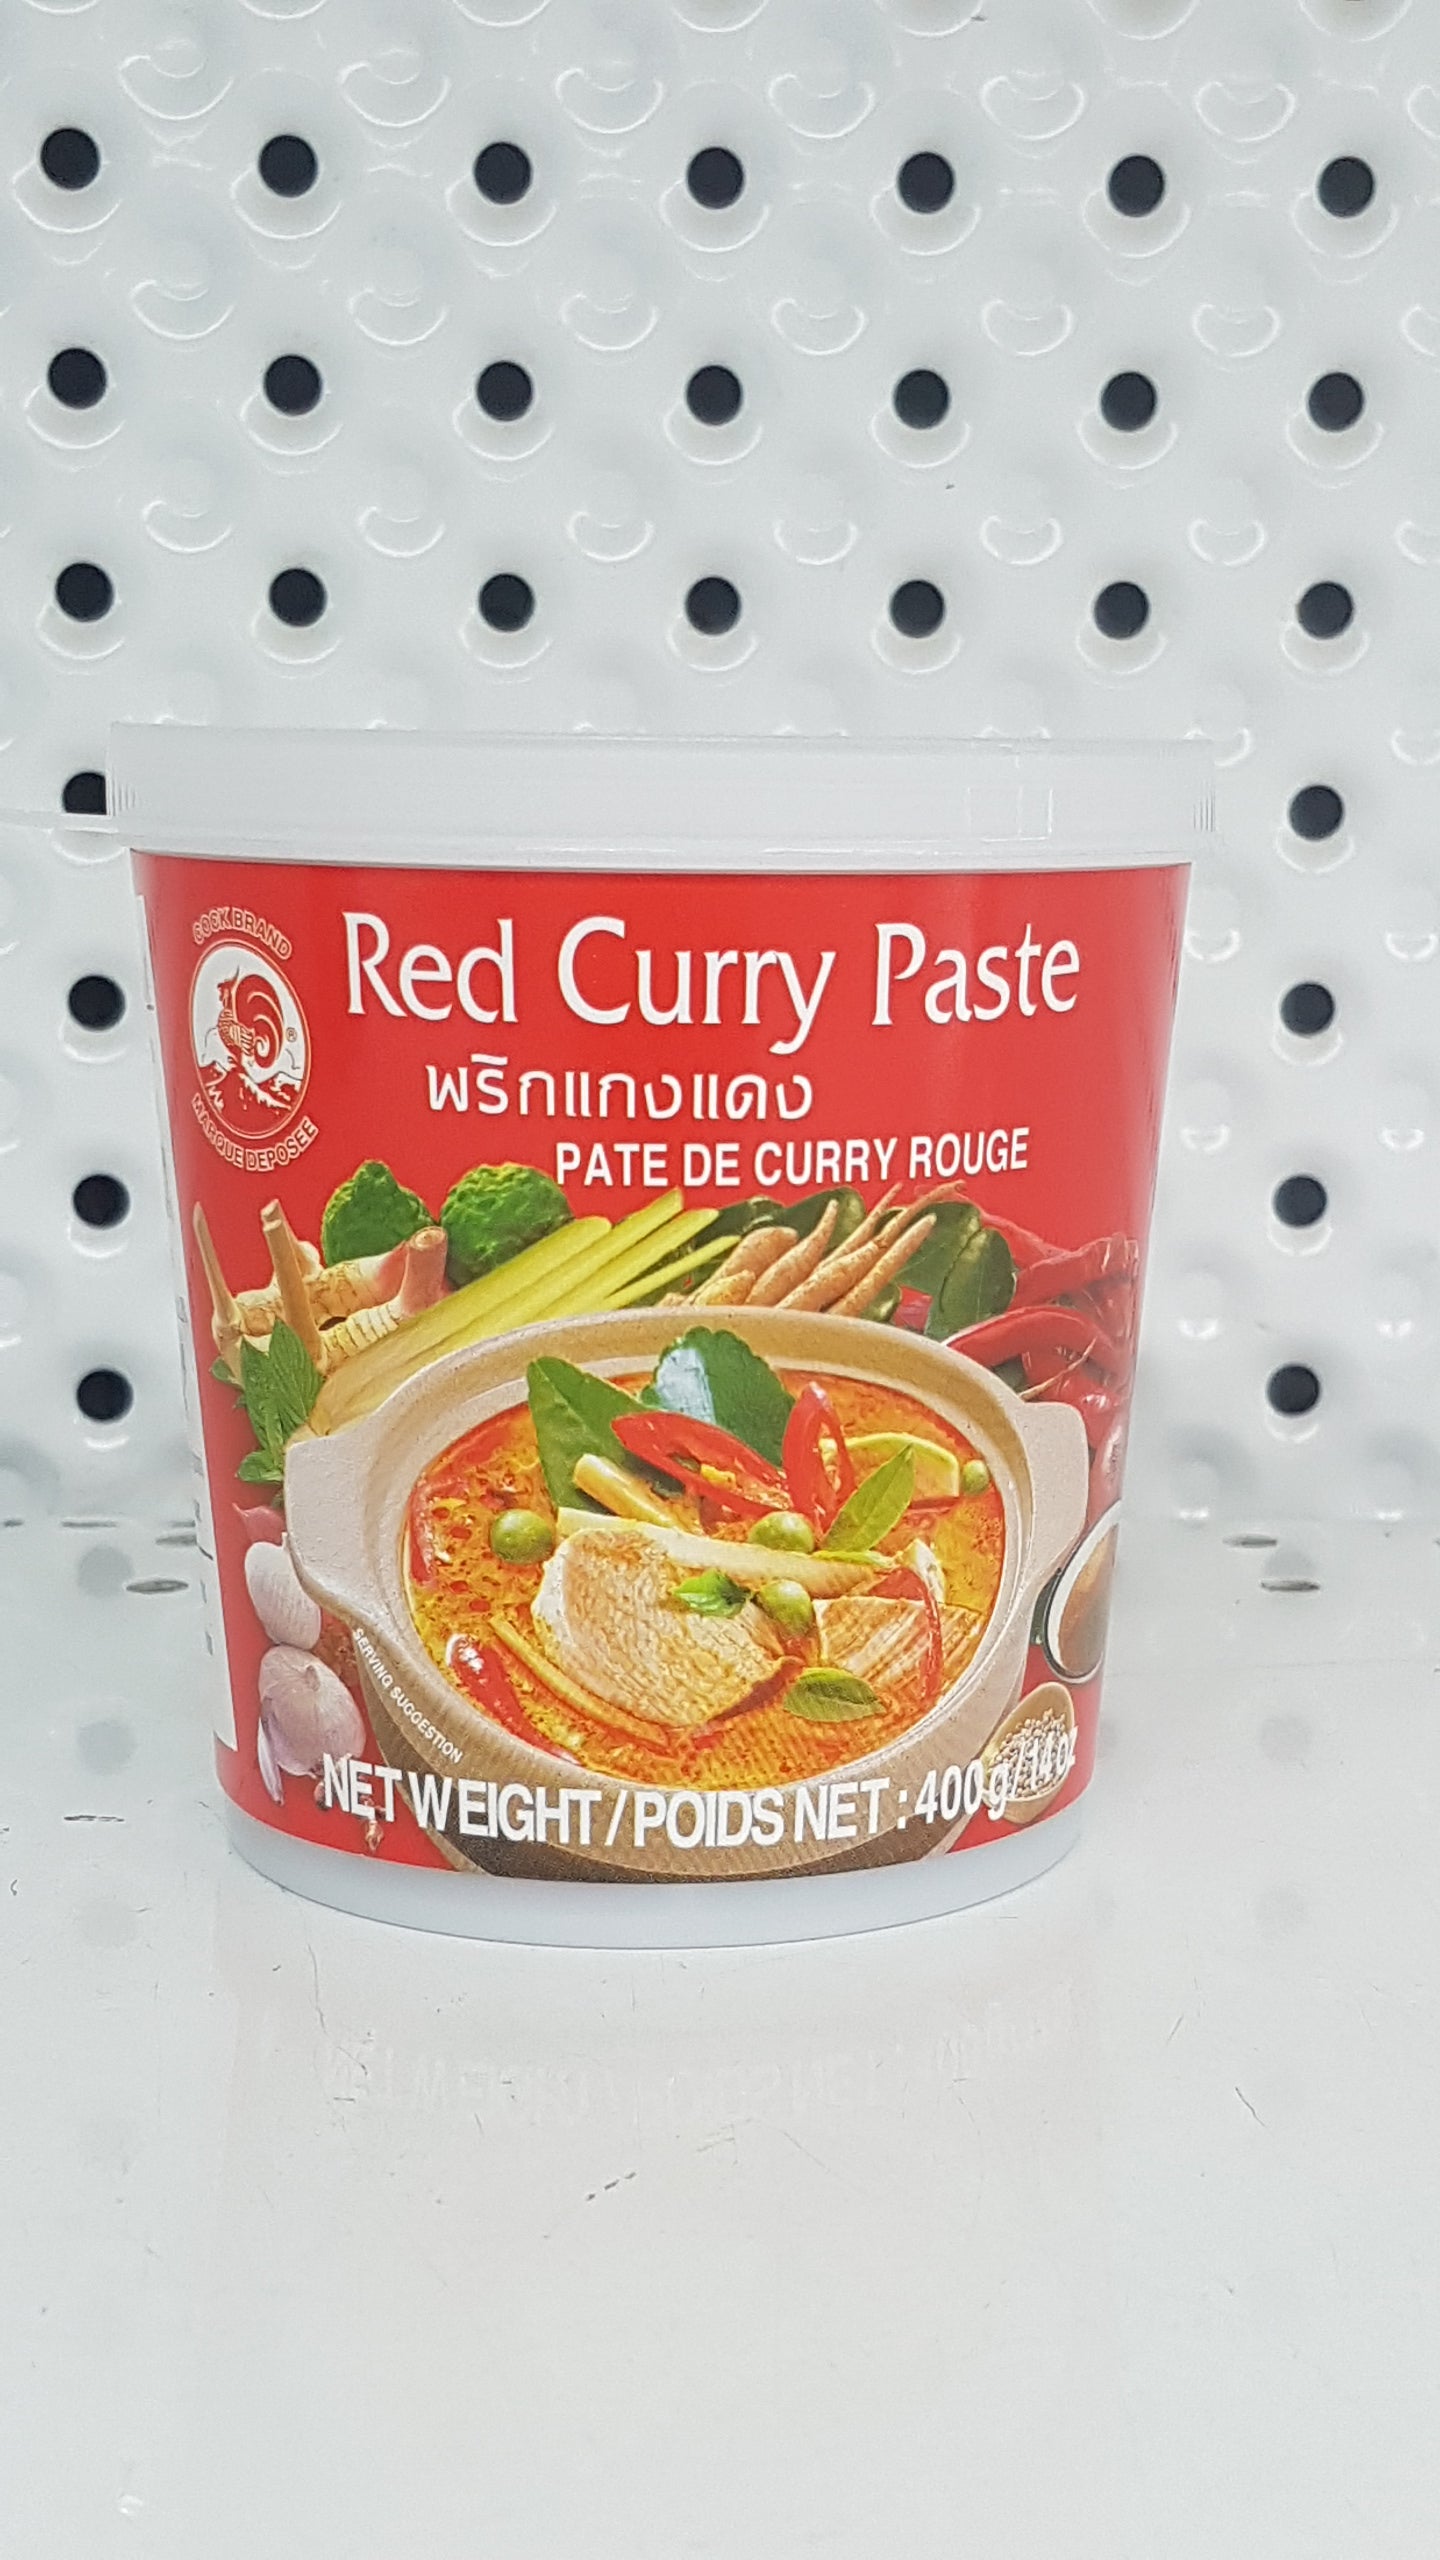 COCK BRAND
®
MARQUE DEPOSEE
Red Curry Paste
พริกแกงแดง
PATE DE CURRY ROUGE
SERVING SUGGESTION
NET WEIGHT / POIDS NET : 400 g / 14 oz